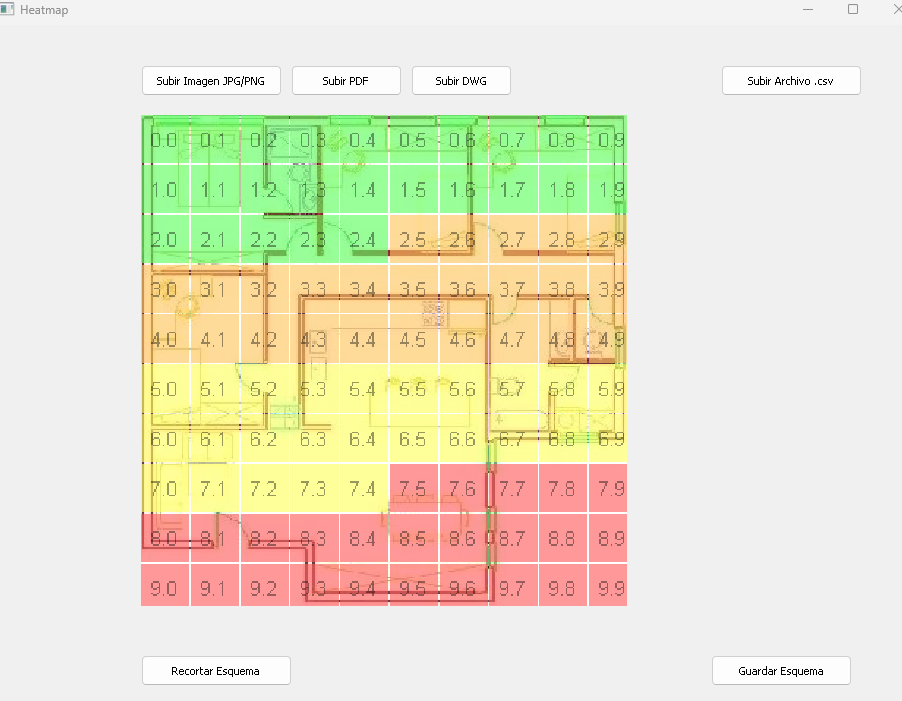 Heatmap
Subir Imagen JPG/PNG Subir PDF Subir DWG Subir Archivo .csv
0.0 0.1 0.2 0.3 0.4 0.5 0.6 0.7 0.8 0.9
1.0 1.1 1.2 1.3 1.4 1.5 1.6 1.7 1.8 1.9
2.0 2.1 2.2 2.3 2.4 2.5 2.6 2.7 2.8 2.9
3.0 3.1 3.2 3.3 3.4 3.5 3.6 3.7 3.8 3.9
4.0 4.1 4.2 4.3 4.4 4.5 4.6 4.7 4.8 4.9
5.0 5.1 5.2 5.3 5.4 5.5 5.6 5.7 5.8 5.9
6.0 6.1 6.2 6.3 6.4 6.5 6.6 6.7 6.8 6.9
7.0 7.1 7.2 7.3 7.4 7.5 7.6 7.7 7.8 7.9
8.0 8.1 8.2 8.3 8.4 8.5 8.6 8.7 8.8 8.9
9.0 9.1 9.2 9.3 9.4 9.5 9.6 9.7 9.8 9.9
Recortar Esquema Guardar Esquema